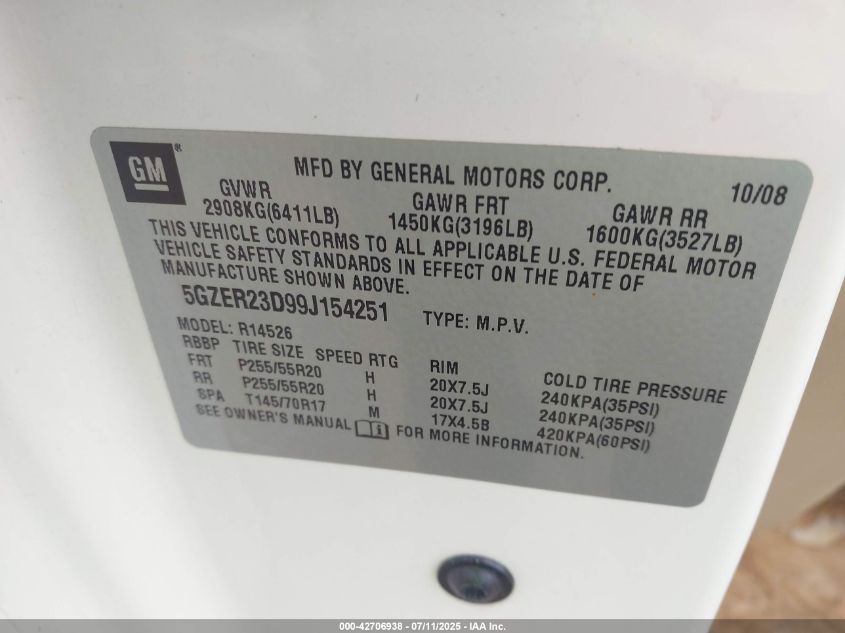 GM®
MFD BY GENERAL MOTORS CORP. 10/08
GVWR GAWR FRT GAWR RR
2908KG(6411LB) 1450KG(3196LB) 1600KG(3527LB)
THIS VEHICLE CONFORMS TO ALL APPLICABLE U.S. FEDERAL MOTOR
VEHICLE SAFETY STANDARDS IN EFFECT ON THE DATE OF
MANUFACTURE SHOWN ABOVE.
5GZER23D99J154251 TYPE: M.P.V.
MODEL: R14526
RBBP TIRE SIZE SPEED RTG RIM COLD TIRE PRESSURE
FRT P255/55R20 H 20X7.5J 240KPA(35PSI)
RR P255/55R20 H 20X7.5J 240KPA(35PSI)
SPA T145/70R17 M 17X4.5B 420KPA(60PSI)
SEE OWNER'S MANUAL FOR MORE INFORMATION.
000-42706938 - 07/11/2025 - IAA Inc.